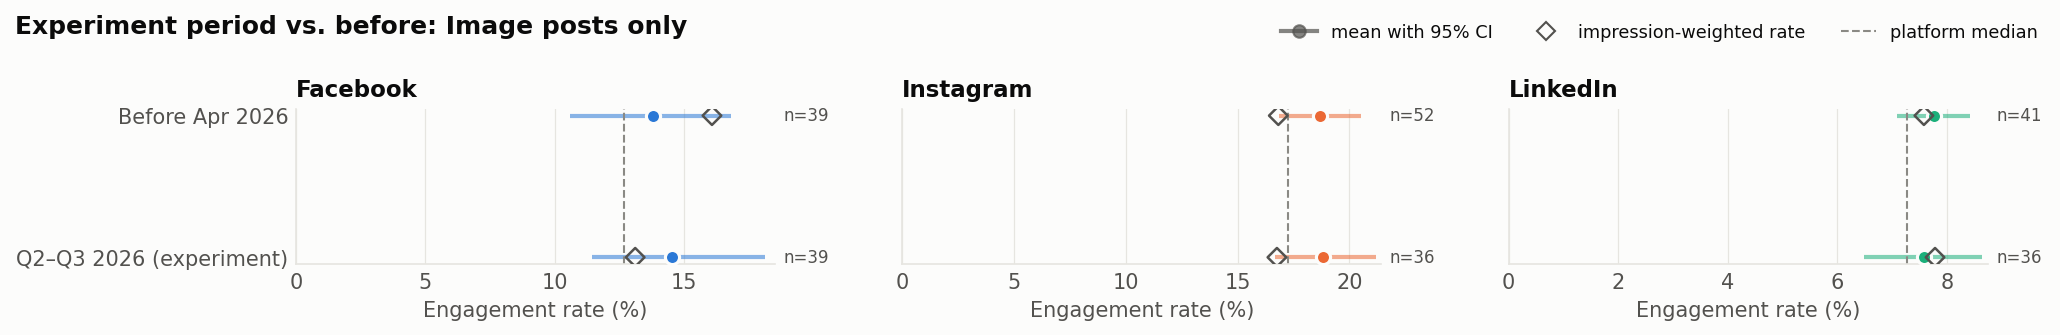 Experiment period vs. before: Image posts only
mean with 95% CI
impression-weighted rate
platform median
Facebook
Instagram
LinkedIn
Before Apr 2026
n=39
n=52
n=41
Q2–Q3 2026 (experiment)
n=39
n=36
n=36
0 5 10 15
0 5 10 15 20
0 2 4 6 8
Engagement rate (%)
Engagement rate (%)
Engagement rate (%)